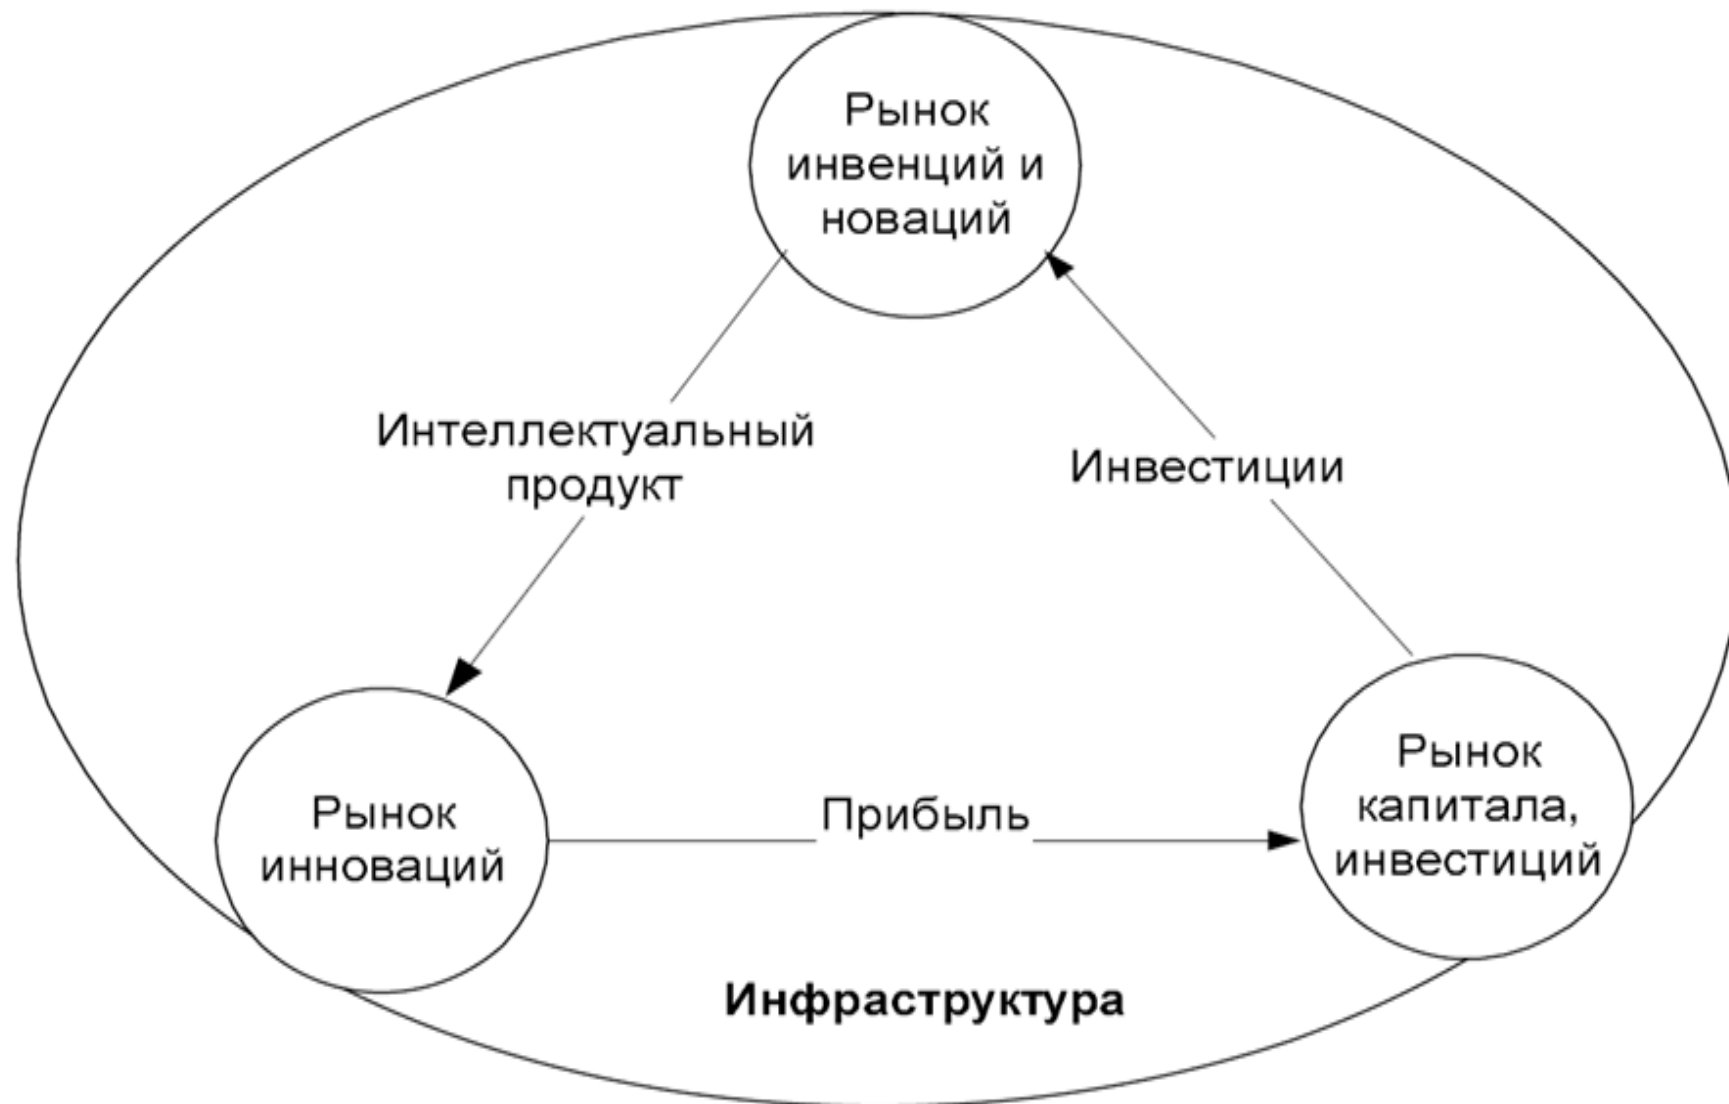 Рынок
инвенций и
новаций
Интеллектуальный
продукт
Инвестиции
Рынок
инноваций
Прибыль
Рынок
капитала,
инвестиций
Инфраструктура